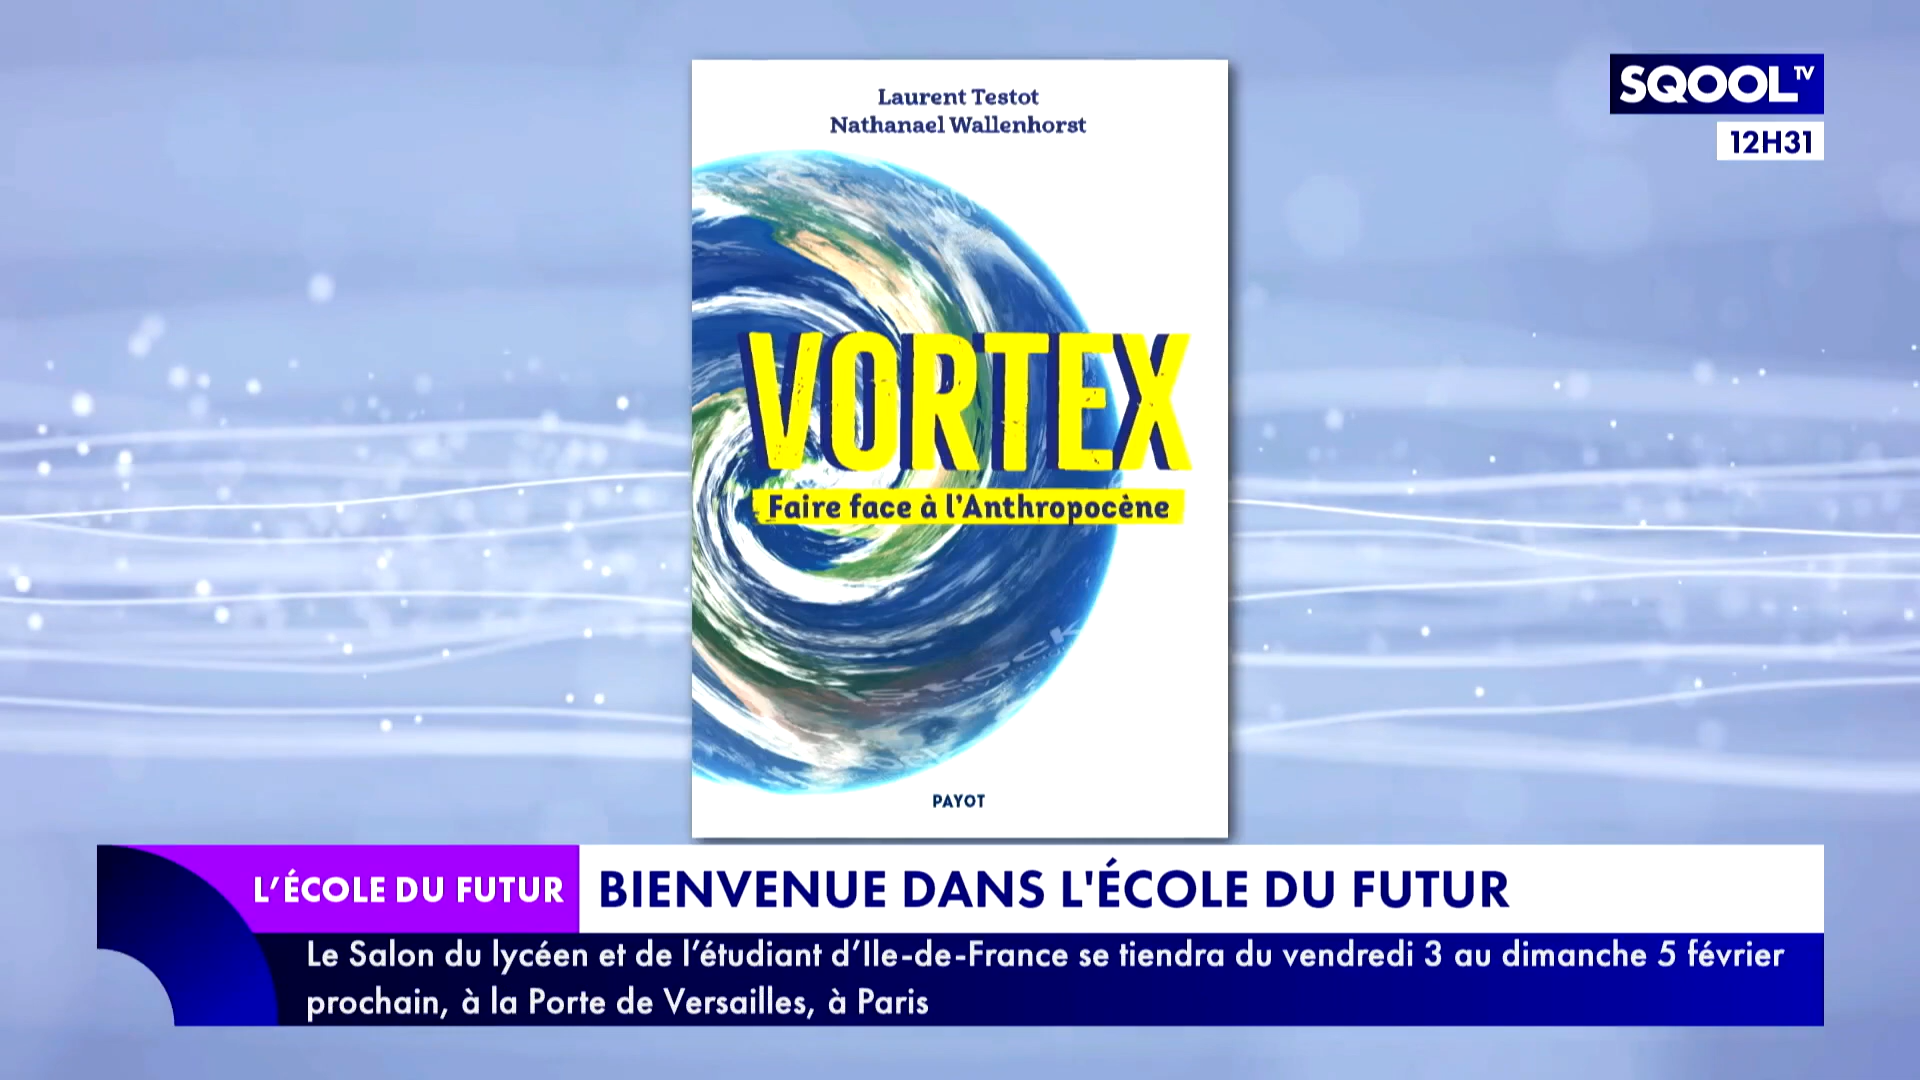 Laurent Testot
Nathanael Wallenhorst
SQOOL TV
12H31
VORTEX
Faire face à l'Anthropocène
stock
PAYOT
L'ÉCOLE DU FUTUR
BIENVENUE DANS L'ÉCOLE DU FUTUR
Le Salon du lycéen et de l'étudiant d'Ile-de-France se tiendra du vendredi 3 au dimanche 5 février
prochain, à la Porte de Versailles, à Paris